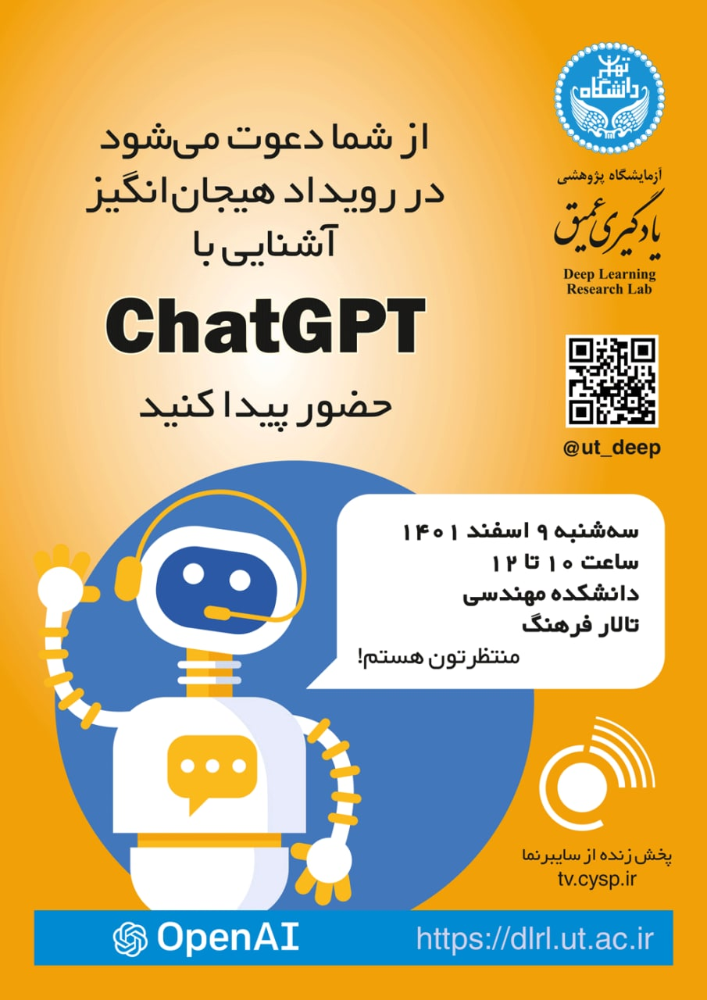 از شما دعوت می‌شود
در رویداد هیجان‌انگیز
آشنایی با
ChatGPT
حضور پیدا کنید
دانشگاه تهران
آزمایشگاه پژوهشی
یادگیری عمیق
Deep Learning
Research Lab
@ut_deep
سه‌شنبه ۹ اسفند ۱۴۰۱
ساعت ۱۰ تا ۱۲
دانشکده مهندسی
تالار فرهنگ
منتظرتون هستم!
پخش زنده از سایبرنما
tv.cysp.ir
OpenAI
https://dlrl.ut.ac.ir